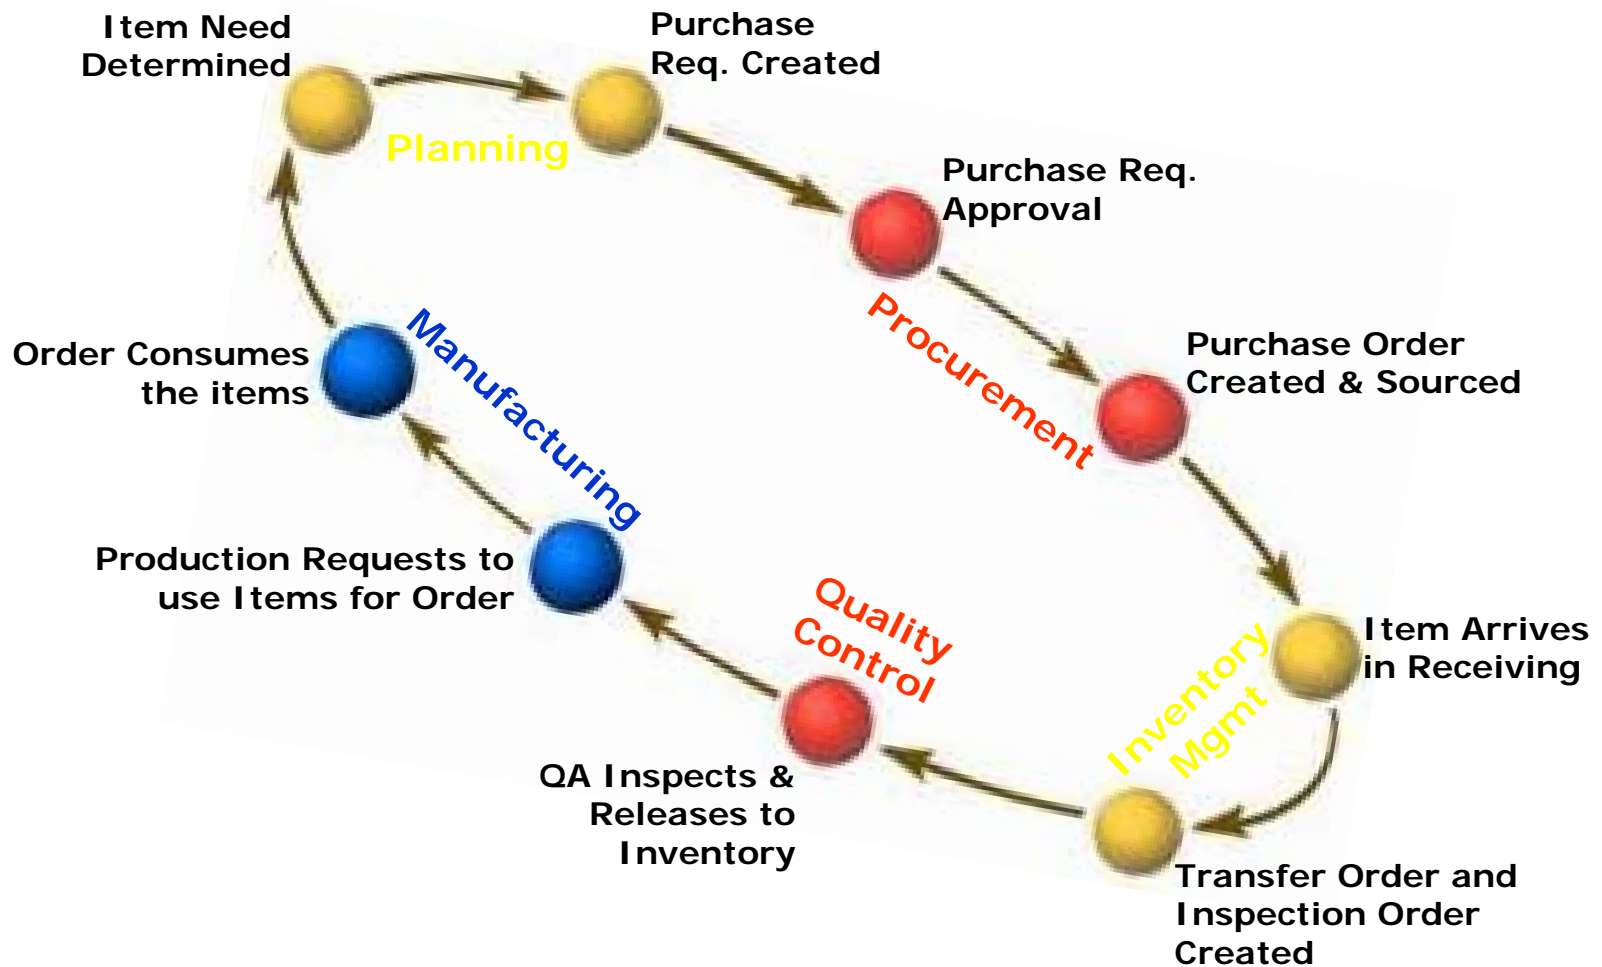 Item Need
Determined
Purchase
Req. Created
Planning
Purchase Req.
Approval
Procurement
Purchase Order
Created & Sourced
Item Arrives
in Receiving
Inventory
Mgmt
Transfer Order and
Inspection Order
Created
Quality
Control
QA Inspects &
Releases to
Inventory
Production Requests to
use Items for Order
Manufacturing
Order Consumes
the items